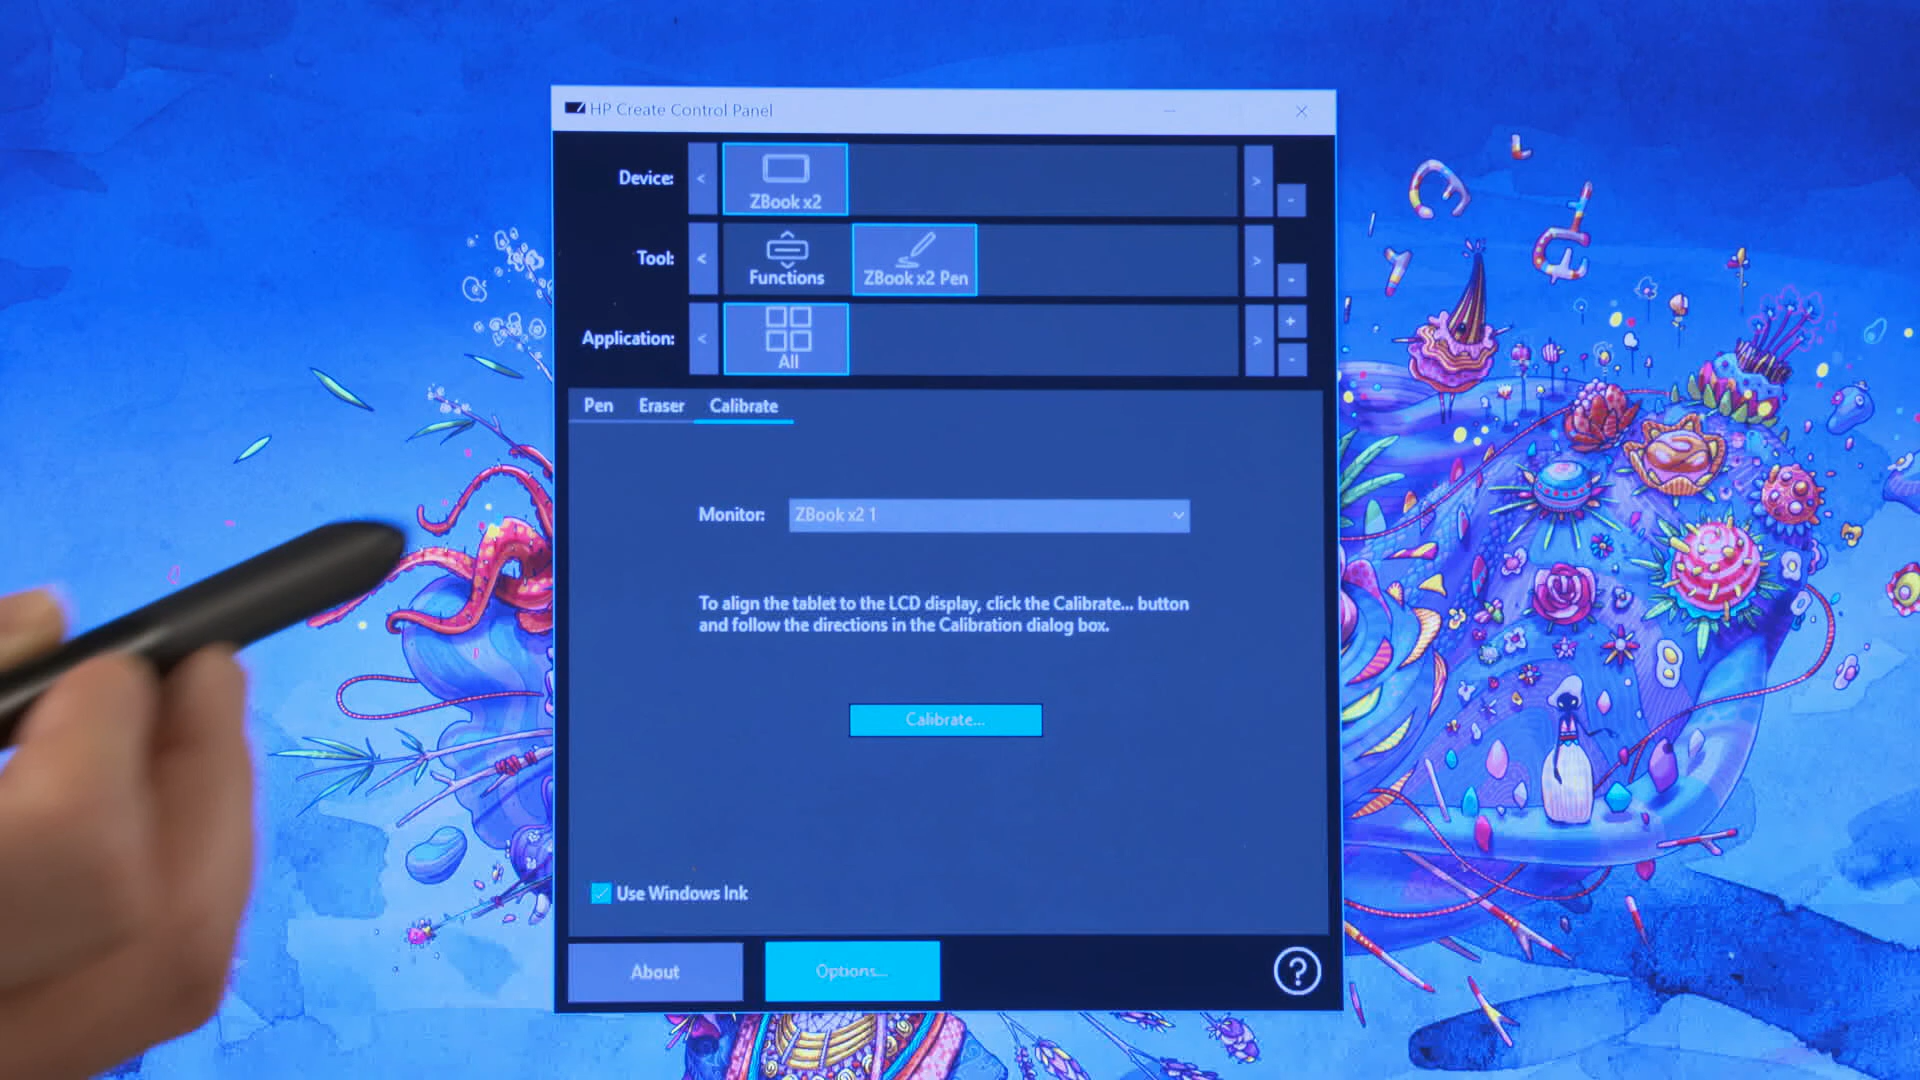 HP Create Control Panel
Device:
<
ZBook x2
>
-
Tool:
<
Functions
ZBook x2 Pen
>
-
Application:
<
All
>
+
-
Pen Eraser Calibrate
Monitor: ZBook x2 1
To align the tablet to the LCD display, click the Calibrate... button
and follow the directions in the Calibration dialog box.
Calibrate...
Use Windows Ink
About
Options...
?